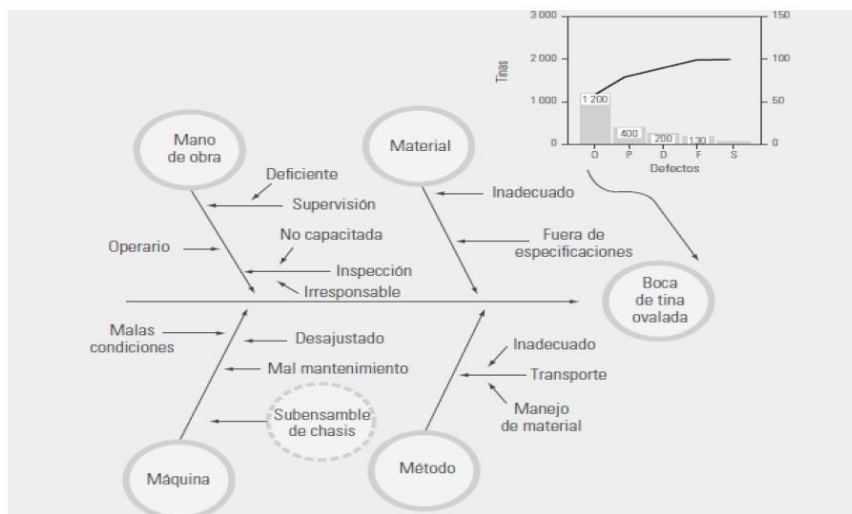 3 000
2 000
1 000
0
Tinas
150
100
50
0
1 200
400
200
130
O P D F S
Defectos
Mano
de obra
Deficiente
Supervisión
Operario
No capacitada
Inspección
Irresponsable
Material
Inadecuado
Fuera de
especificaciones
Boca
de tina
ovalada
Malas
condiciones
Desajustado
Mal mantenimiento
Subensamble
de chasis
Máquina
Inadecuado
Transporte
Manejo
de material
Método